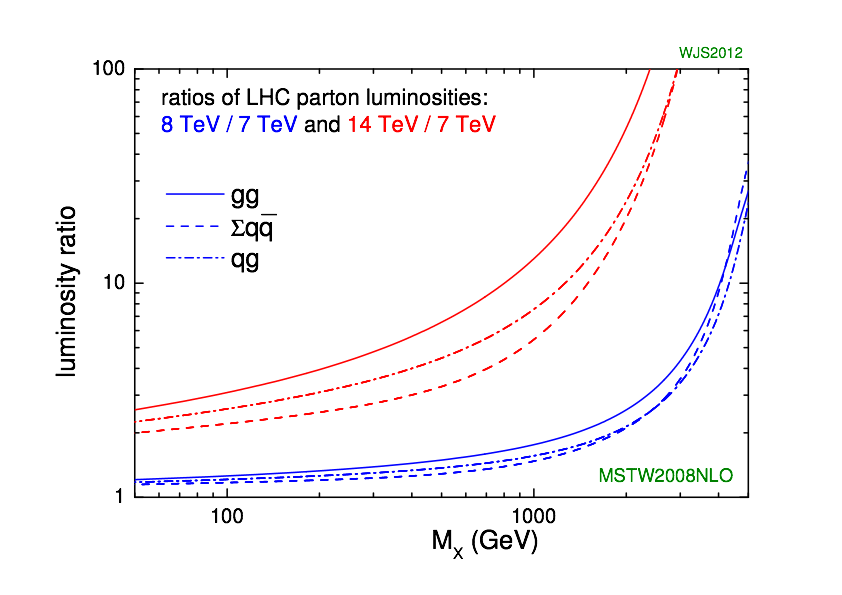 WJS2012
100
ratios of LHC parton luminosities:
8 TeV / 7 TeV and 14 TeV / 7 TeV
gg
Σqq̅
qg
10
luminosity ratio
MSTW2008NLO
1
100
1000
M_X (GeV)